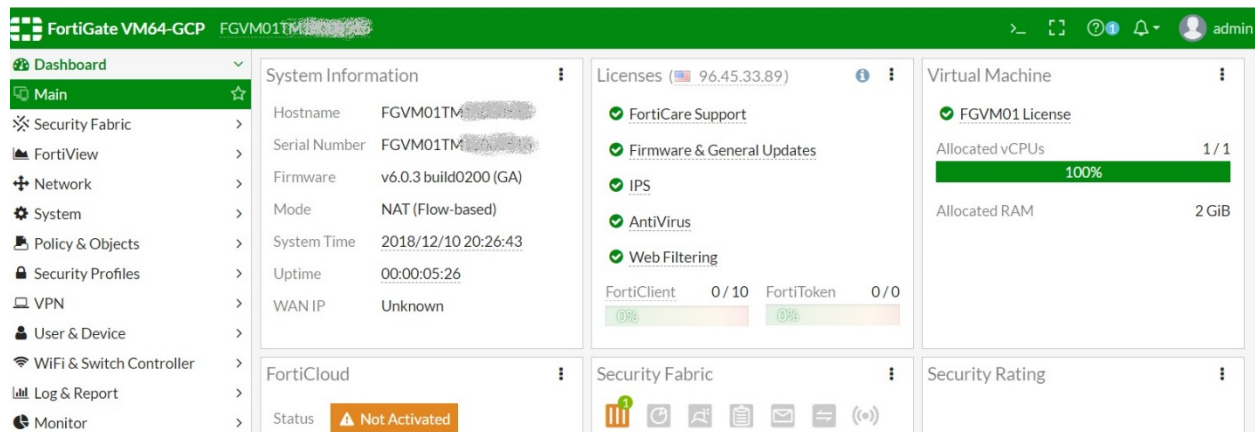 FortiGate VM64-GCP FGVM01TM
>_ 1 admin
Dashboard
Main
Security Fabric
FortiView
Network
System
Policy & Objects
Security Profiles
VPN
User & Device
WiFi & Switch Controller
Log & Report
Monitor
System Information
Hostname FGVM01TM
Serial Number FGVM01TM
Firmware v6.0.3 build0200 (GA)
Mode NAT (Flow-based)
System Time 2018/12/10 20:26:43
Uptime 00:00:05:26
WAN IP Unknown
Licenses ( 96.45.33.89)
FortiCare Support
Firmware & General Updates
IPS
AntiVirus
Web Filtering
FortiClient 0 / 10 FortiToken 0 / 0
0% 0%
Virtual Machine
FGVM01 License
Allocated vCPUs 1 / 1
100%
Allocated RAM 2 GiB
FortiCloud
Status Not Activated
Security Fabric
1
Security Rating